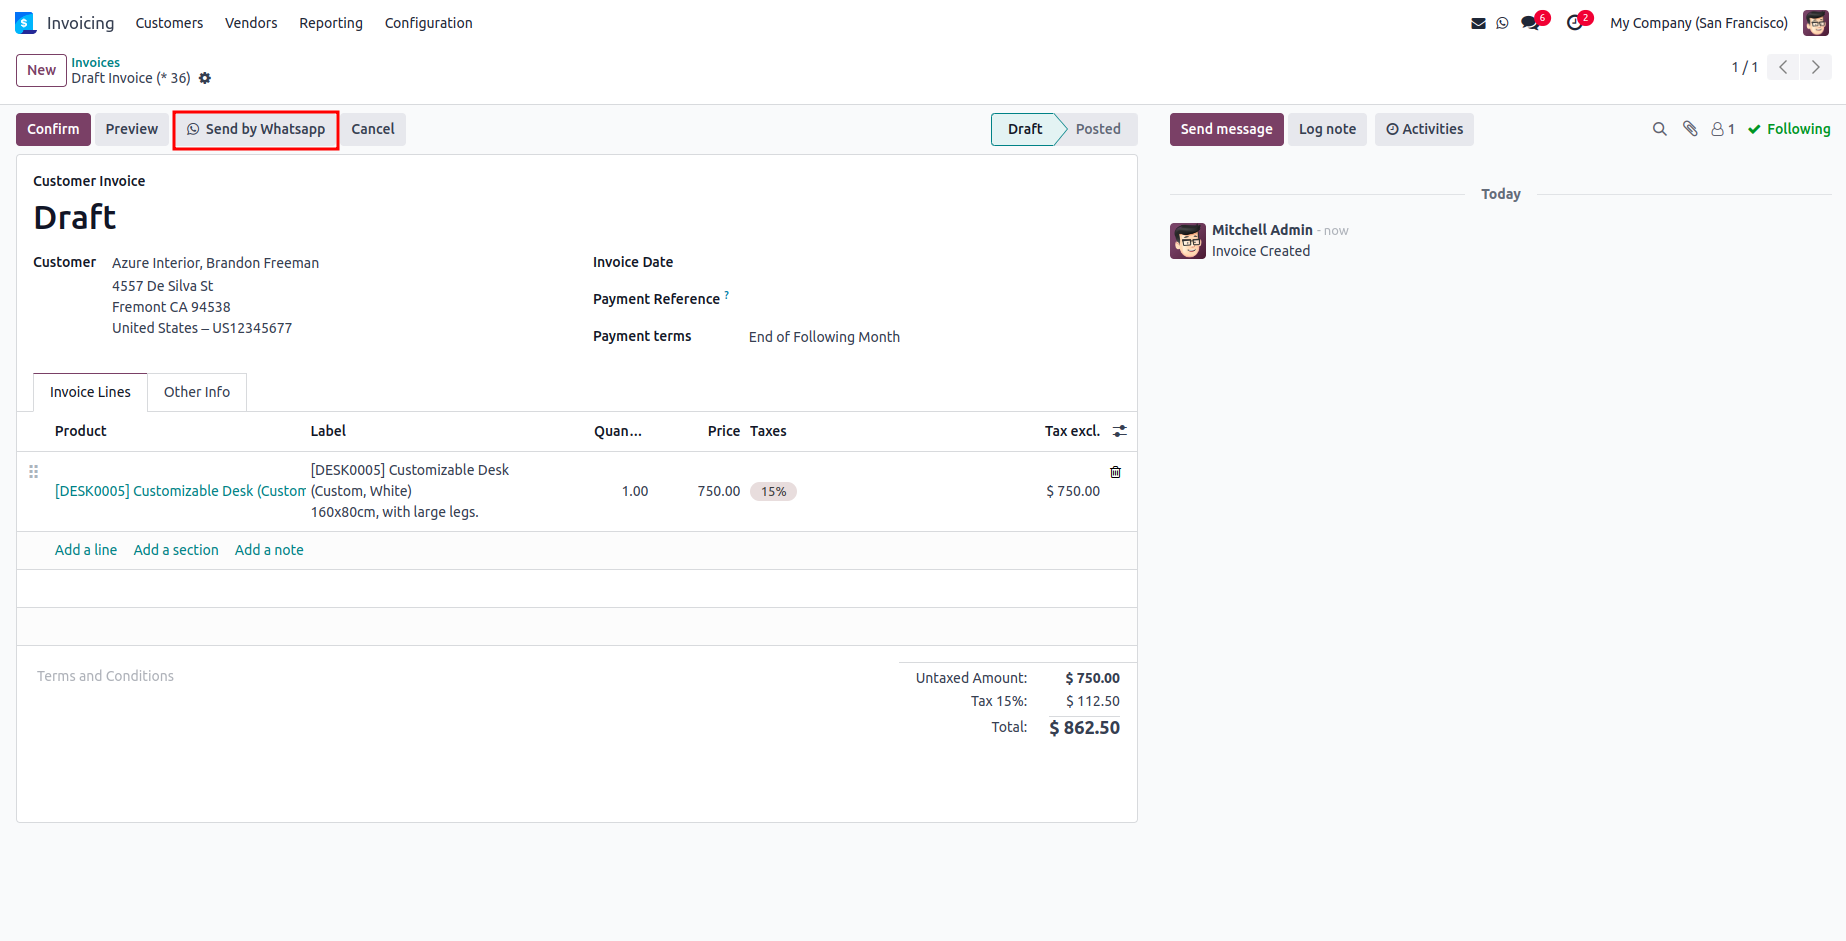 Invoicing Customers Vendors Reporting Configuration 6 2 My Company (San Francisco)
New Invoices 1 / 1
Draft Invoice (* 36)
Confirm Preview Send by Whatsapp Cancel Draft Posted Send message Log note Activities 1 Following
Customer Invoice
Draft
Today
Mitchell Admin - now
Invoice Created
Customer Azure Interior, Brandon Freeman
4557 De Silva St
Fremont CA 94538
United States – US12345677
Invoice Date
Payment Reference ?
Payment terms End of Following Month
Invoice Lines Other Info
Product Label Quan... Price Taxes Tax excl.
[DESK0005] Customizable Desk (Custom
[DESK0005] Customizable Desk
(Custom, White)
160x80cm, with large legs.
1.00 750.00 15% $ 750.00
Add a line Add a section Add a note
Terms and Conditions
Untaxed Amount: $ 750.00
Tax 15%: $ 112.50
Total: $ 862.50